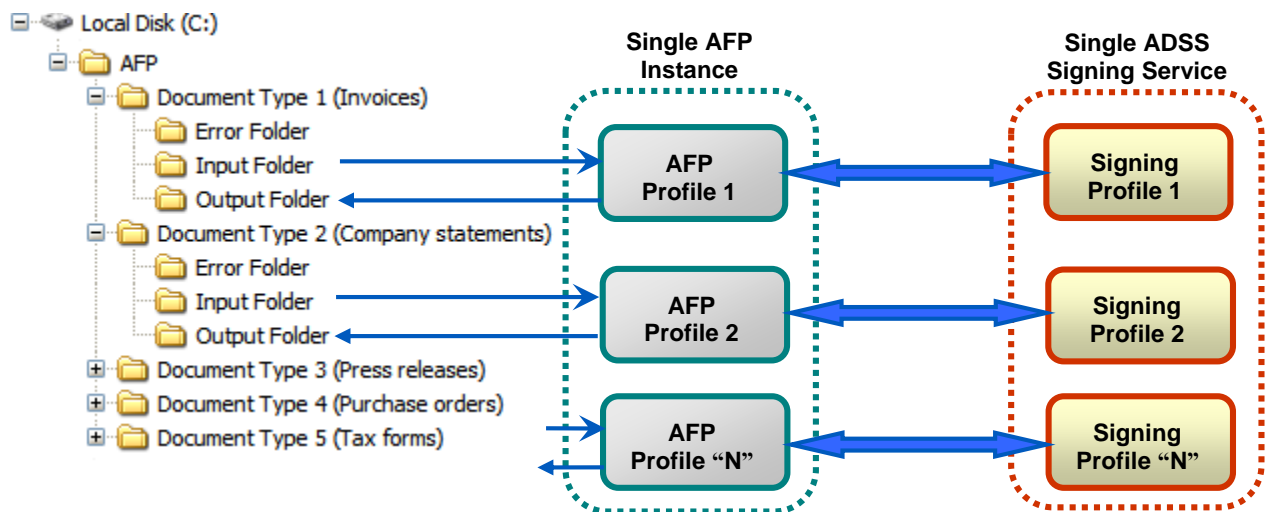 Local Disk (C:)
AFP
Document Type 1 (Invoices)
Error Folder
Input Folder
Output Folder
Document Type 2 (Company statements)
Error Folder
Input Folder
Output Folder
Document Type 3 (Press releases)
Document Type 4 (Purchase orders)
Document Type 5 (Tax forms)
Single AFP
Instance
AFP
Profile 1
AFP
Profile 2
AFP
Profile “N”
Single ADSS
Signing Service
Signing
Profile 1
Signing
Profile 2
Signing
Profile “N”